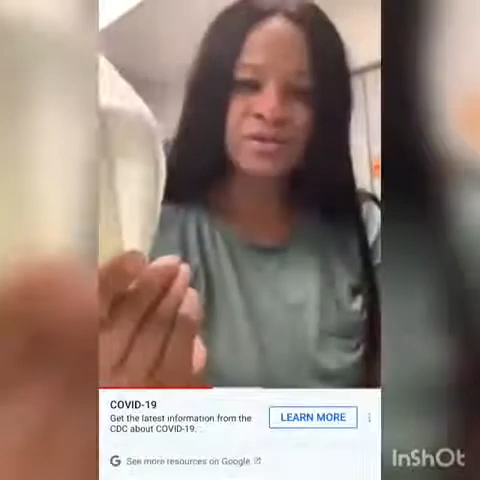 COVID-19
Get the latest information from the
CDC about COVID-19.
LEARN MORE
G See more resources on Google
InShOt